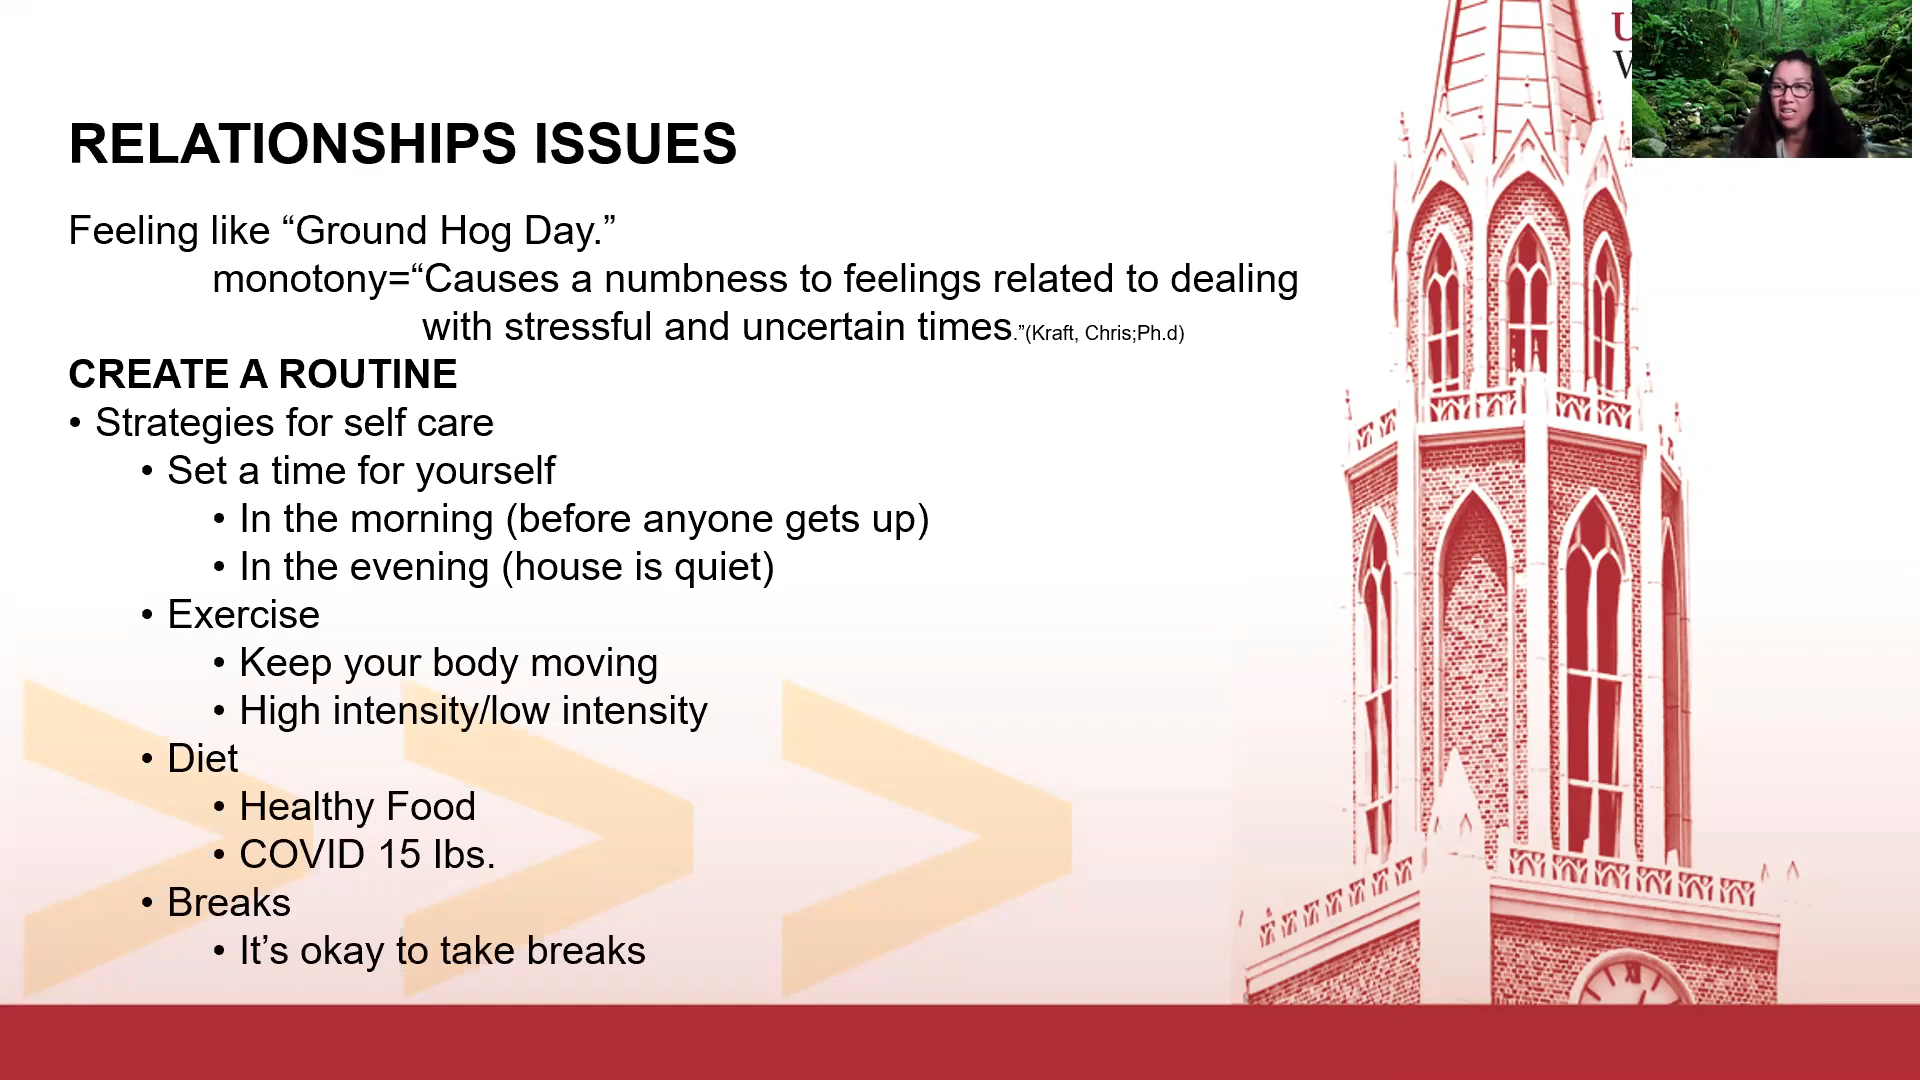 RELATIONSHIPS ISSUES
Feeling like “Ground Hog Day.”
monotony=“Causes a numbness to feelings related to dealing
with stressful and uncertain times.”(Kraft, Chris;Ph.d)
CREATE A ROUTINE
• Strategies for self care
• Set a time for yourself
• In the morning (before anyone gets up)
• In the evening (house is quiet)
• Exercise
• Keep your body moving
• High intensity/low intensity
• Diet
• Healthy Food
• COVID 15 lbs.
• Breaks
• It’s okay to take breaks